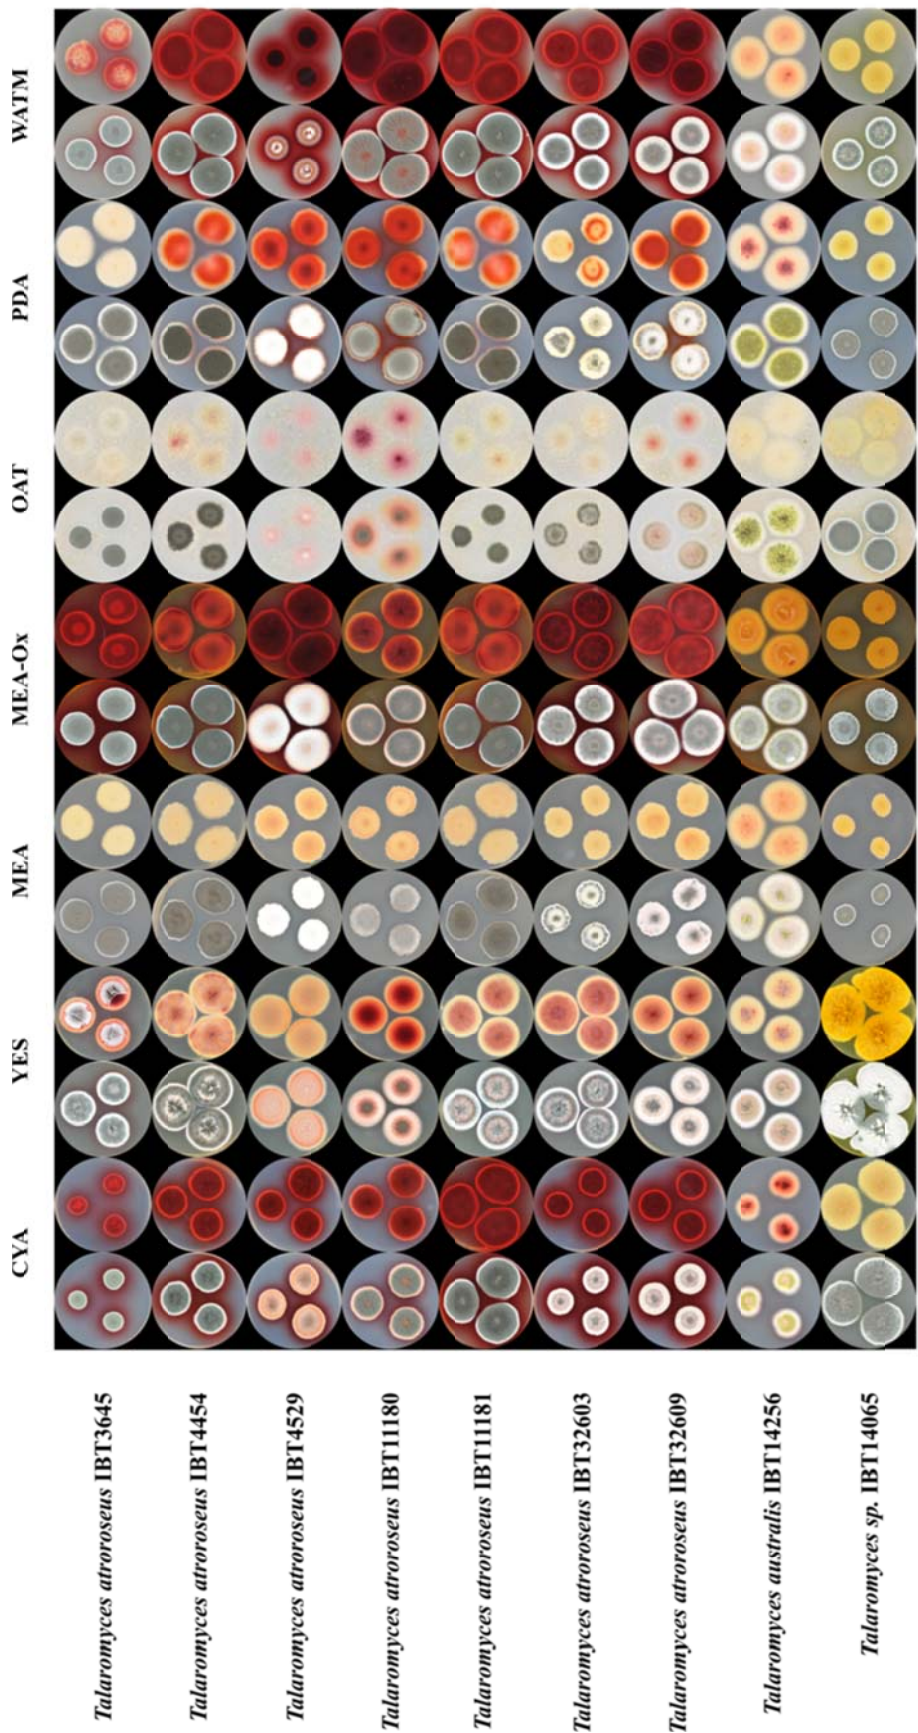 CYA YES MEA MEA-Ox OAT PDA WATM
Talaromyces atroroseus IBT3645
Talaromyces atroroseus IBT4454
Talaromyces atroroseus IBT4529
Talaromyces atroroseus IBT11180
Talaromyces atroroseus IBT11181
Talaromyces atroroseus IBT32603
Talaromyces atroroseus IBT32609
Talaromyces australis IBT14256
Talaromyces sp. IBT14065